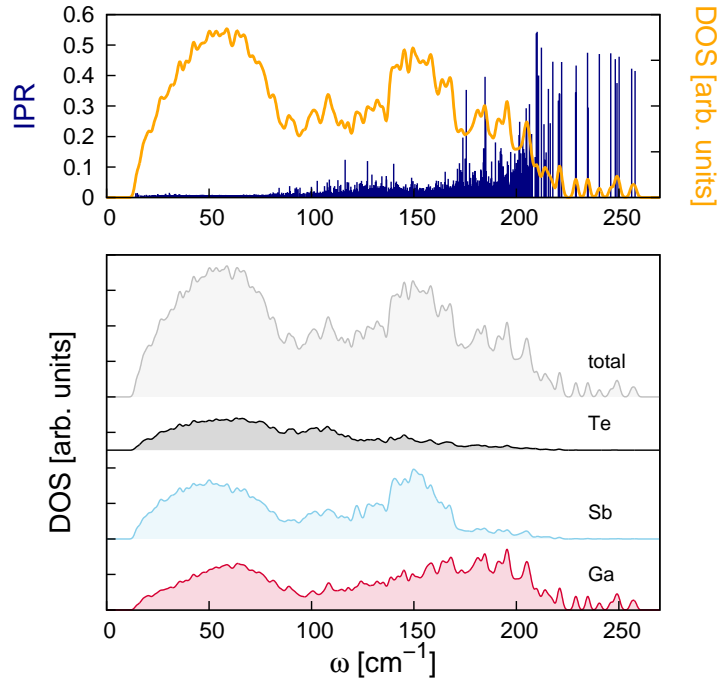 IPR
0.6
0.5
0.4
0.3
0.2
0.1
0
0 50 100 150 200 250
DOS [arb. units]
DOS [arb. units]
total
Te
Sb
Ga
0 50 100 150 200 250
ω [cm⁻¹]